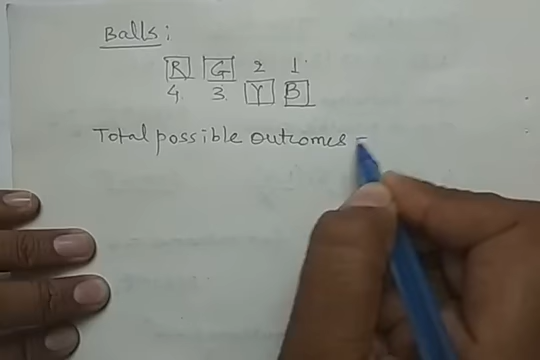 Balls:
R G 2 1
4 3 Y B
Total possible outcomes =